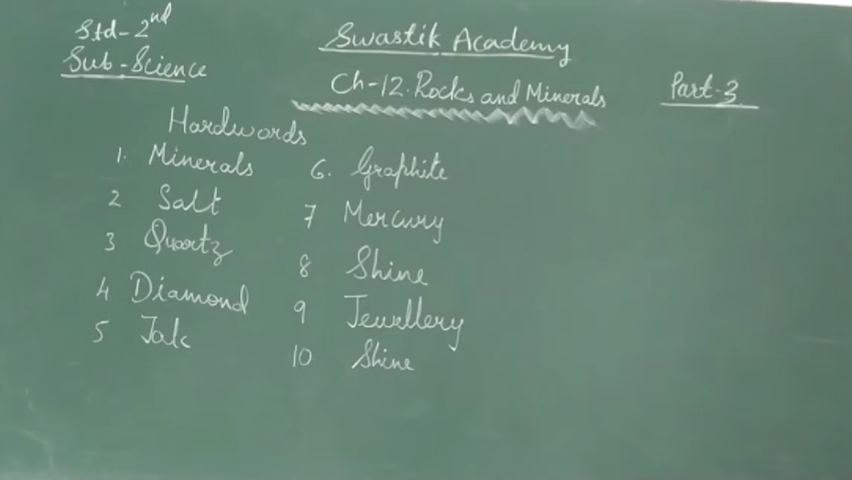 Std-2nd
Sub-Science
Swastik Academy
Ch-12. Rocks and Minerals
Part-3
Hardwords
1. Minerals
2 Salt
3 Quartz
4 Diamond
5 Talc
6. Graphite
7 Mercury
8 Shine
9 Jewellery
10 Shine